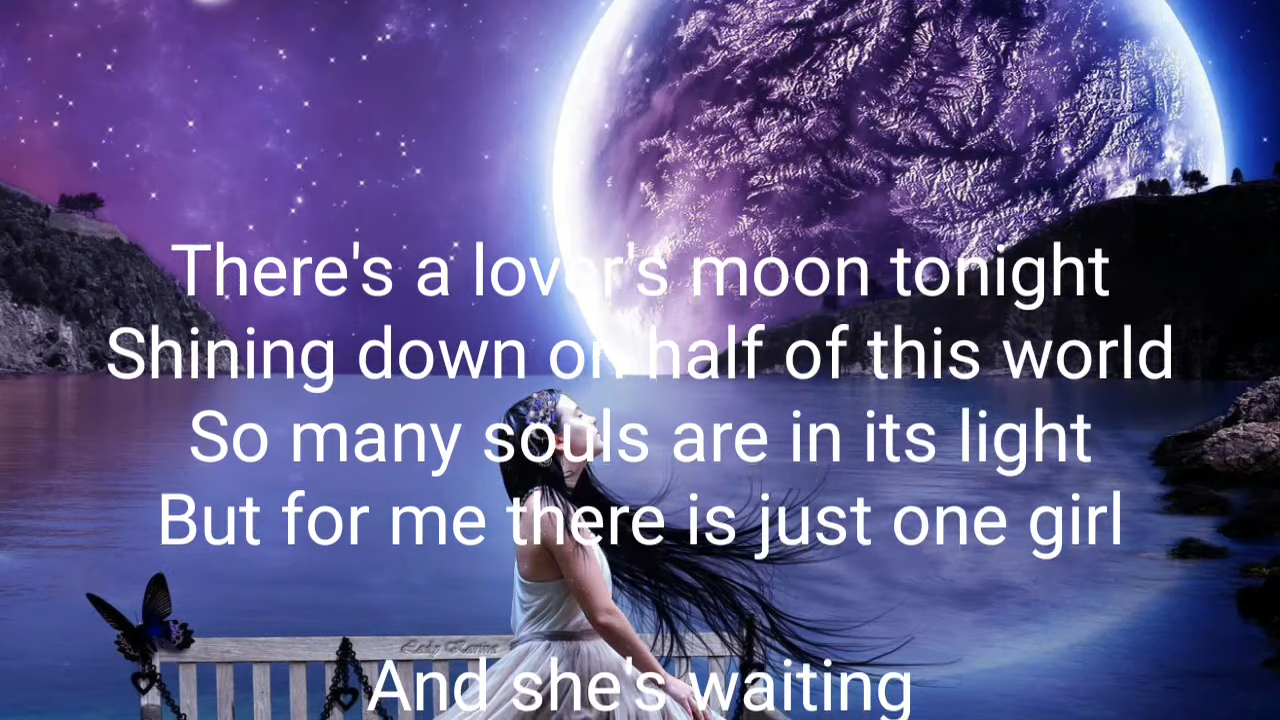 There's a lover's moon tonight
Shining down on half of this world
So many souls are in its light
But for me there is just one girl
And she's waiting